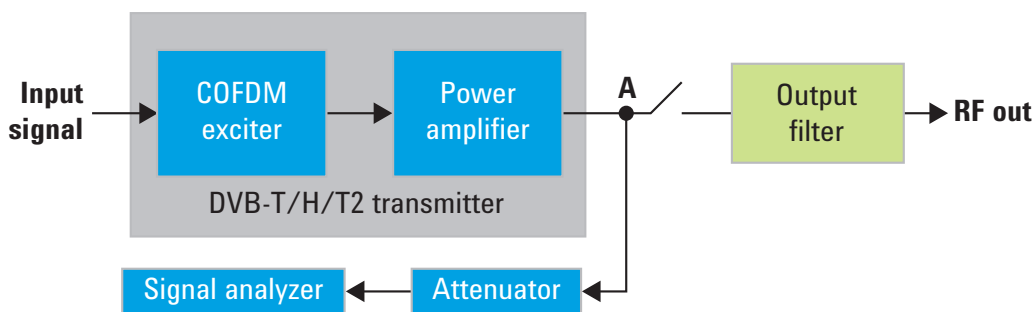 Input
signal
COFDM
exciter
Power
amplifier
A
Output
filter
RF out
DVB-T/H/T2 transmitter
Signal analyzer
Attenuator